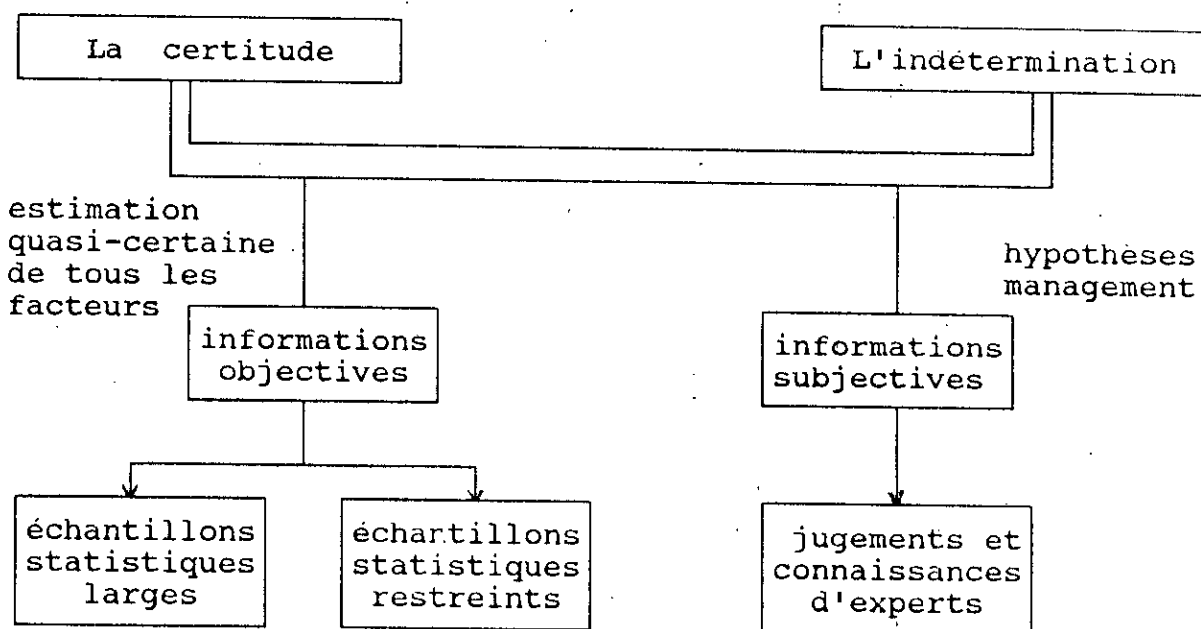 La certitude
L'indétermination
estimation
quasi-certaine
de tous les
facteurs
hypothèses
management
informations
objectives
informations
subjectives
échantillons
statistiques
larges
échartillons
statistiques
restreints
jugements et
connaissances
d'experts